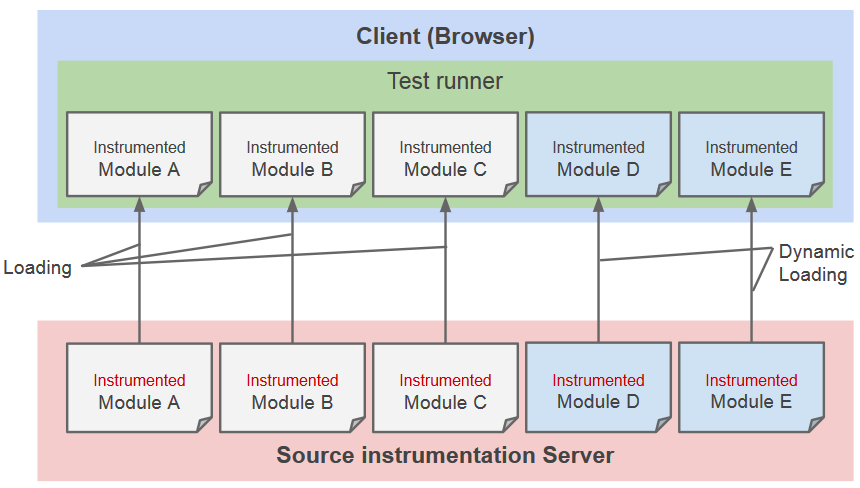 Client (Browser)
Test runner
Instrumented
Module A
Instrumented
Module B
Instrumented
Module C
Instrumented
Module D
Instrumented
Module E
Loading
Dynamic
Loading
Instrumented
Module A
Instrumented
Module B
Instrumented
Module C
Instrumented
Module D
Instrumented
Module E
Source instrumentation Server